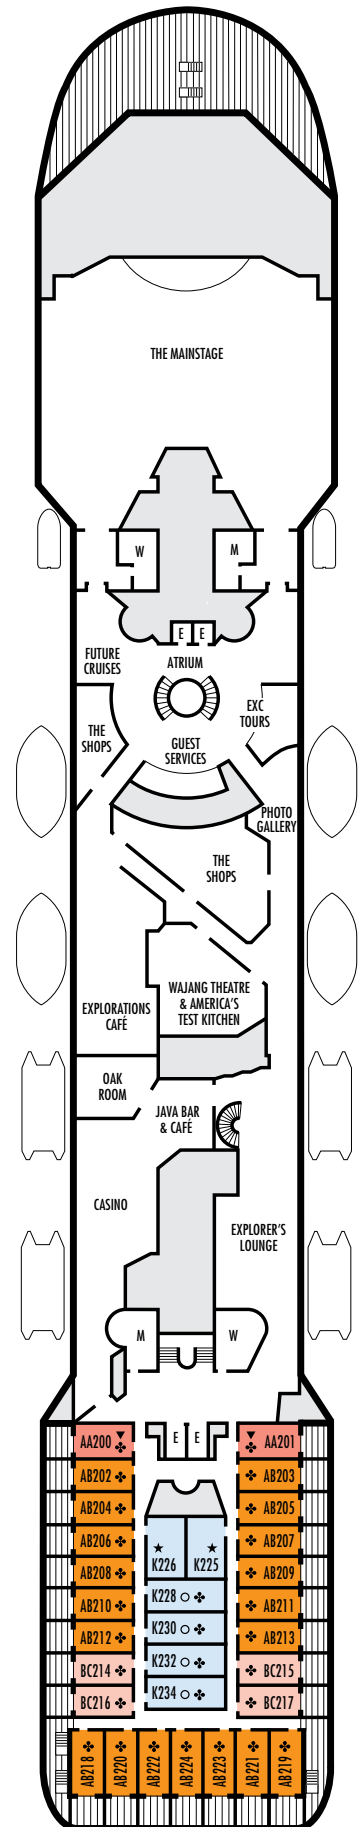 THE MAINSTAGE
W
M
E
E
FUTURE
CRUISES
ATRIUM
EXC
TOURS
THE
SHOPS
GUEST
SERVICES
PHOTO
GALLERY
THE
SHOPS
WAJANG THEATRE
& AMERICA'S
TEST KITCHEN
EXPLORATIONS
CAFÉ
OAK
ROOM
JAVA BAR
& CAFÉ
CASINO
EXPLORER'S
LOUNGE
M
W
E
E
AA200
AA201
AB202
AB203
AB204
AB205
AB206
AB207
K226
K225
AB208
AB209
K228
AB210
AB211
K230
AB212
AB213
K232
BC214
BC215
K234
BC216
BC217
AB218
AB220
AB222
AB224
AB223
AB221
AB219